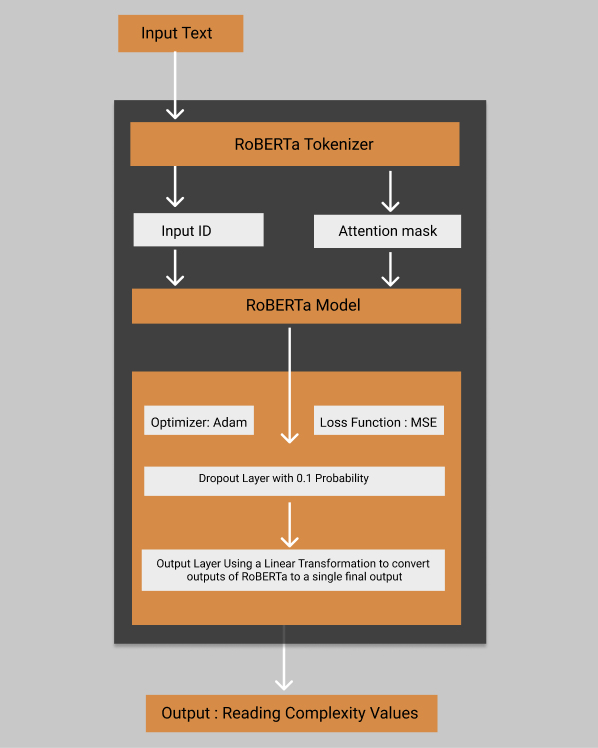 Input Text
RoBERTa Tokenizer
Input ID
Attention mask
RoBERTa Model
Optimizer: Adam
Loss Function : MSE
Dropout Layer with 0.1 Probability
Output Layer Using a Linear Transformation to convert
outputs of RoBERTa to a single final output
Output : Reading Complexity Values